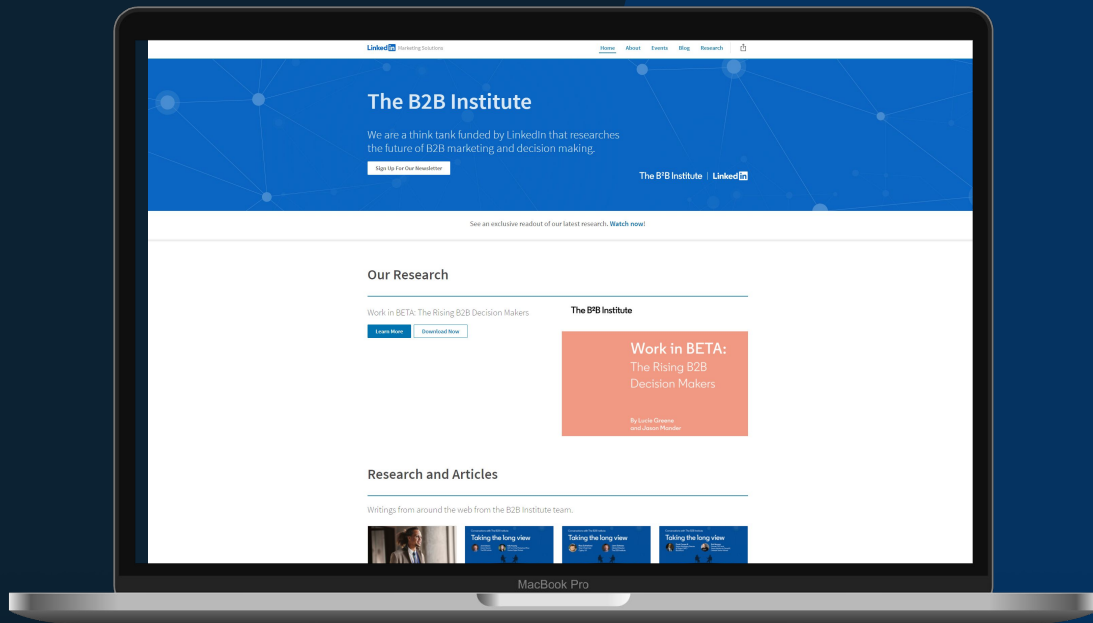 Linked in Marketing Solutions
Home About Events Blog Research
The B2B Institute
We are a think tank funded by LinkedIn that researches
the future of B2B marketing and decision making.
Sign Up For Our Newsletter
The B²B Institute | Linked in
See an exclusive readout of our latest research. Watch now!
Our Research
Work in BETA: The Rising B2B Decision Makers
Learn More Download Now
The B²B Institute
Work in BETA:
The Rising B2B
Decision Makers
By Lucie Greene
and Jason Mander
Research and Articles
Writings from around the web from the B2B Institute team.
Taking the long view
Taking the long view
Taking the long view
MacBook Pro